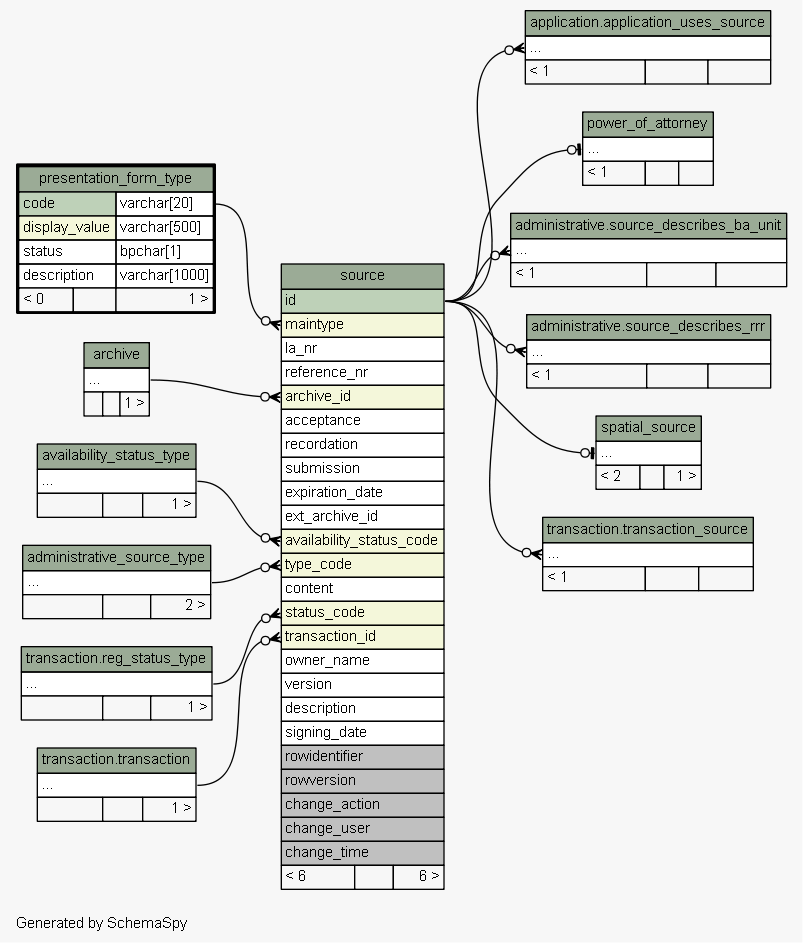 application.application_uses_source
...
< 1
power_of_attorney
...
< 1
presentation_form_type
code varchar[20]
display_value varchar[500]
status bpchar[1]
description varchar[1000]
< 0 1 >
administrative.source_describes_ba_unit
...
< 1
source
id
maintype
la_nr
reference_nr
archive_id
acceptance
recordation
submission
expiration_date
ext_archive_id
availability_status_code
type_code
content
status_code
transaction_id
owner_name
version
description
signing_date
rowidentifier
rowversion
change_action
change_user
change_time
< 6 6 >
administrative.source_describes_rrr
...
< 1
archive
...
1 >
spatial_source
...
< 2 1 >
availability_status_type
...
1 >
transaction.transaction_source
...
< 1
administrative_source_type
...
2 >
transaction.reg_status_type
...
1 >
transaction.transaction
...
1 >
Generated by SchemaSpy